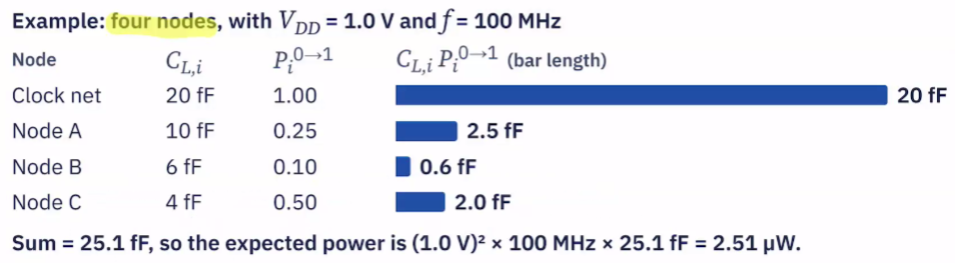 Example: four nodes, with V_DD = 1.0 V and f = 100 MHz
Node C_L,i P_i^0→1 C_L,i P_i^0→1 (bar length)
Clock net 20 fF 1.00 20 fF
Node A 10 fF 0.25 2.5 fF
Node B 6 fF 0.10 0.6 fF
Node C 4 fF 0.50 2.0 fF
Sum = 25.1 fF, so the expected power is (1.0 V)² × 100 MHz × 25.1 fF = 2.51 μW.